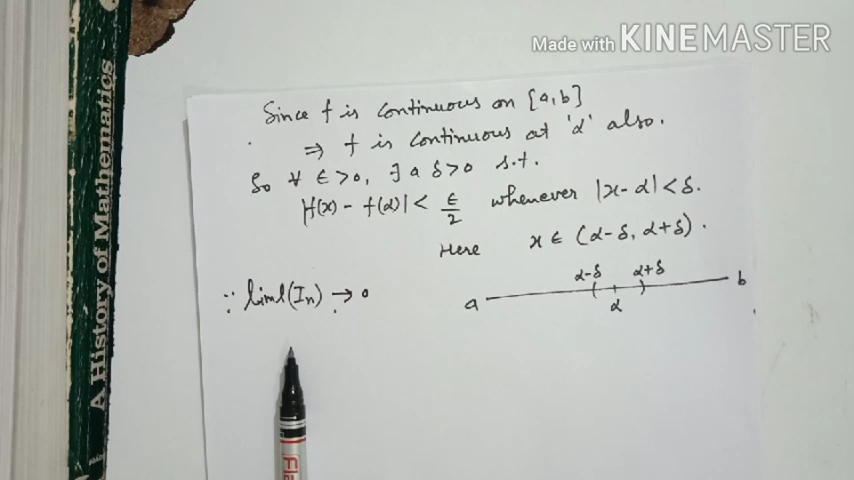 Made with KINEMASTER
A History of Mathematics
Since f is continuous on [a,b]
⇒ f is continuous at 'α' also.
So ∀ ϵ>0, ∃ a δ>0 s.t.
|f(x) - f(α)| < ϵ/2 whenever |x-α|<δ.
Here x ∈ (α-δ, α+δ).
∵ lim l(In) → 0
α-δ α+δ
a b
α